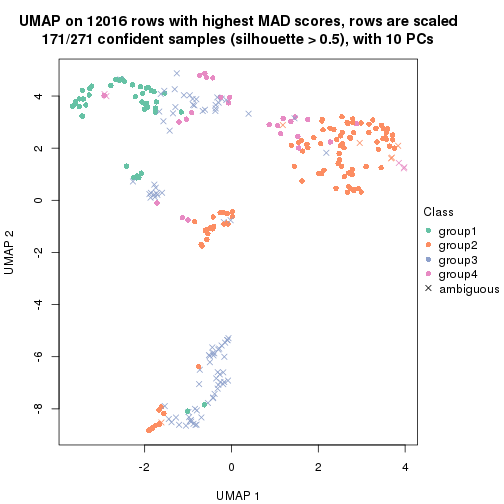 UMAP on 12016 rows with highest MAD scores, rows are scaled
171/271 confident samples (silhouette > 0.5), with 10 PCs
4
2
0
-2
-4
-6
-8
UMAP 2
-2
0
2
4
UMAP 1
Class
group1
group2
group3
group4
ambiguous